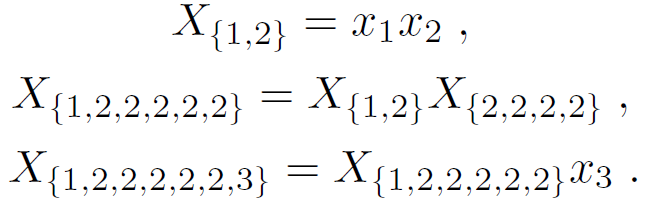 X_{\{1,2\}} = x_1 x_2 ,
X_{\{1,2,2,2,2,2\}} = X_{\{1,2\}} X_{\{2,2,2,2\}} ,
X_{\{1,2,2,2,2,2,3\}} = X_{\{1,2,2,2,2,2\}} x_3 .